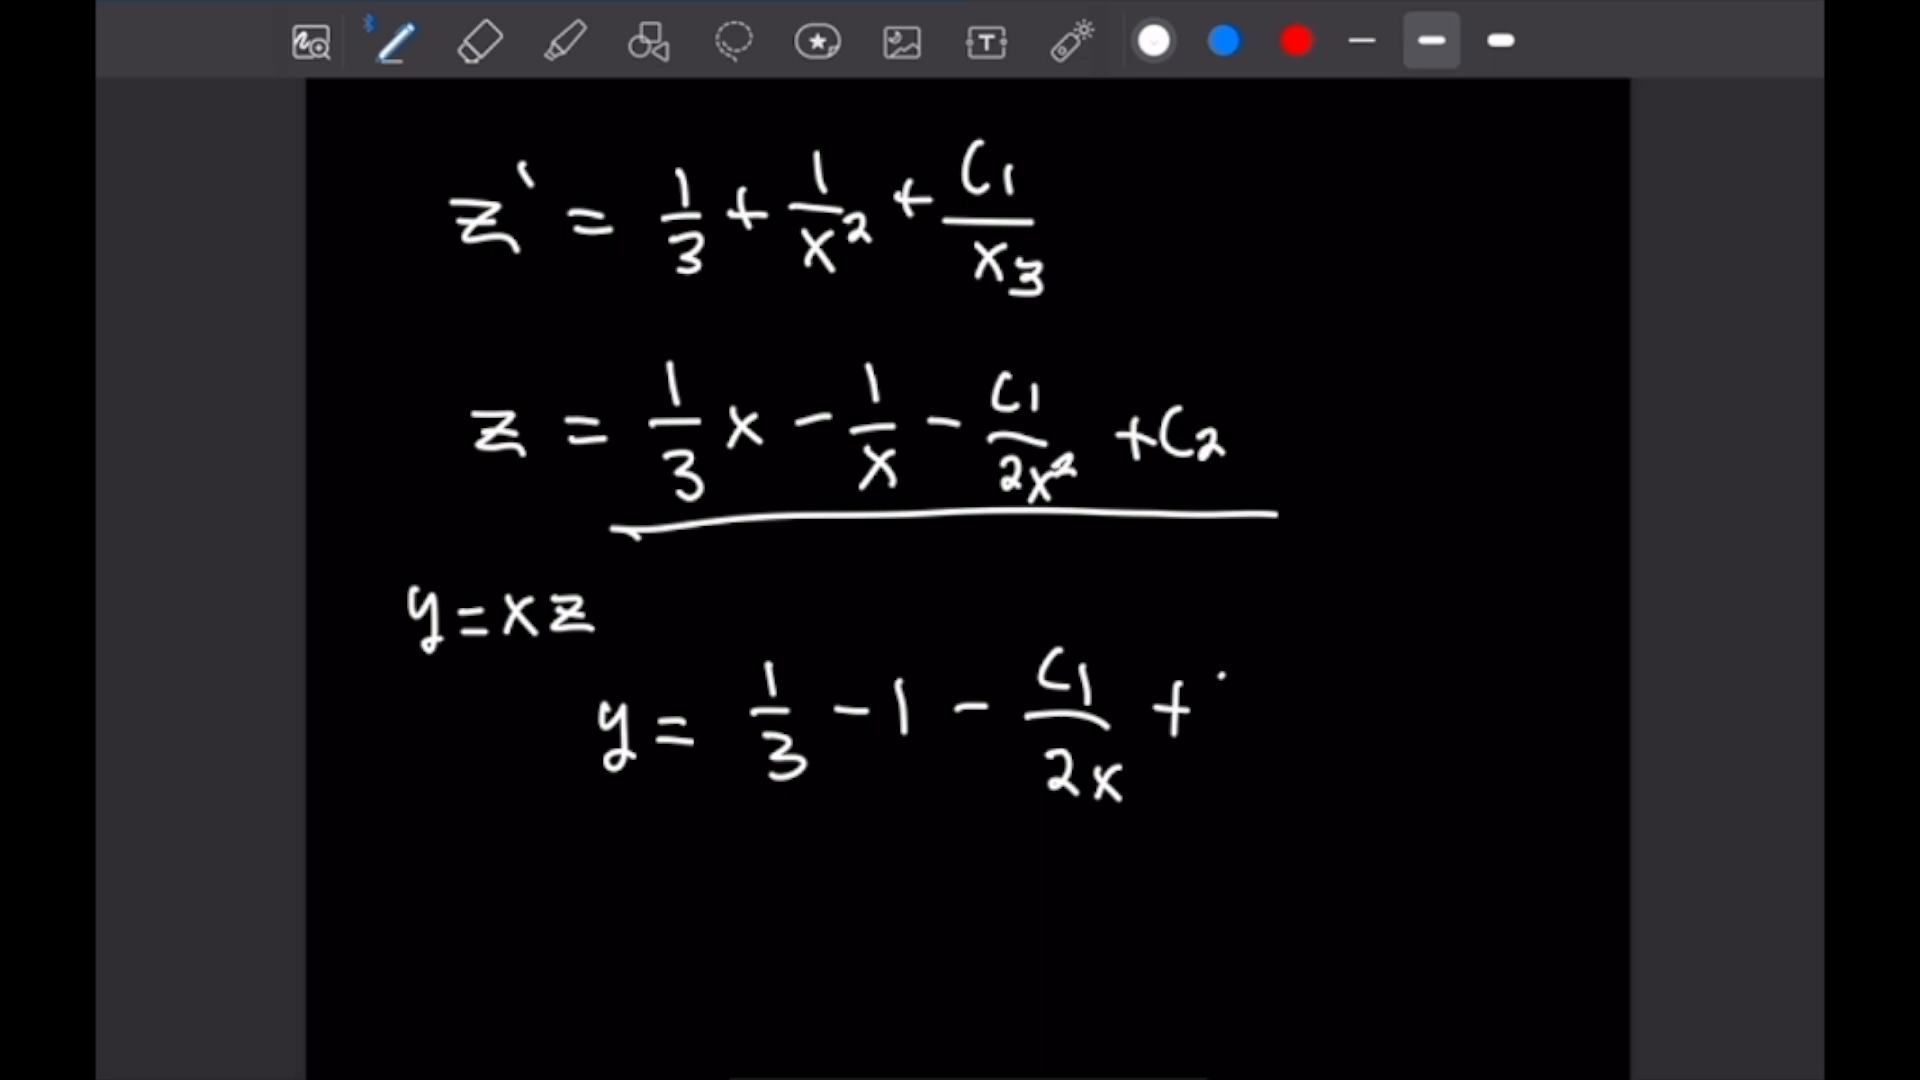 z' = 1/3 + 1/x² + C₁/x³
z = 1/3 x - 1/x - C₁/2x² + C₂
y = xz
y = 1/3 - 1 - C₁/2x +